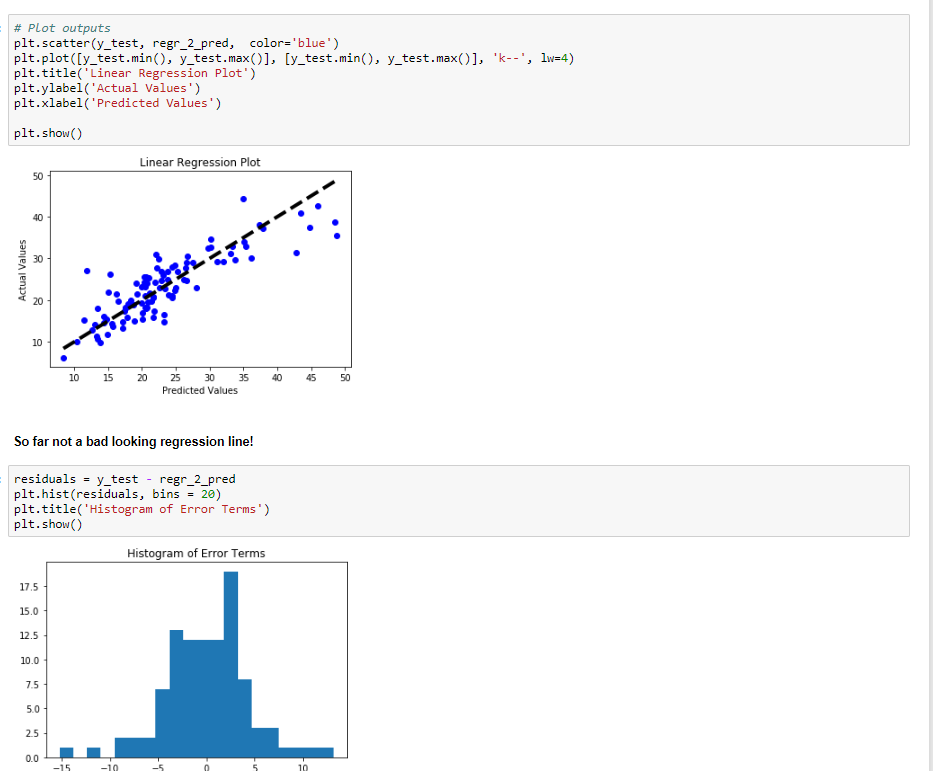 # Plot outputs
plt.scatter(y_test, regr_2_pred,  color='blue')
plt.plot([y_test.min(), y_test.max()], [y_test.min(), y_test.max()], 'k--', lw=4)
plt.title('Linear Regression Plot')
plt.ylabel('Actual Values')
plt.xlabel('Predicted Values')
plt.show()
Linear Regression Plot
50
40
30
20
10
Actual Values
10 15 20 25 30 35 40 45 50
Predicted Values
So far not a bad looking regression line!
residuals = y_test - regr_2_pred
plt.hist(residuals, bins = 20)
plt.title('Histogram of Error Terms')
plt.show()
Histogram of Error Terms
17.5
15.0
12.5
10.0
7.5
5.0
2.5
0.0
−15 −10 −5 0 5 10